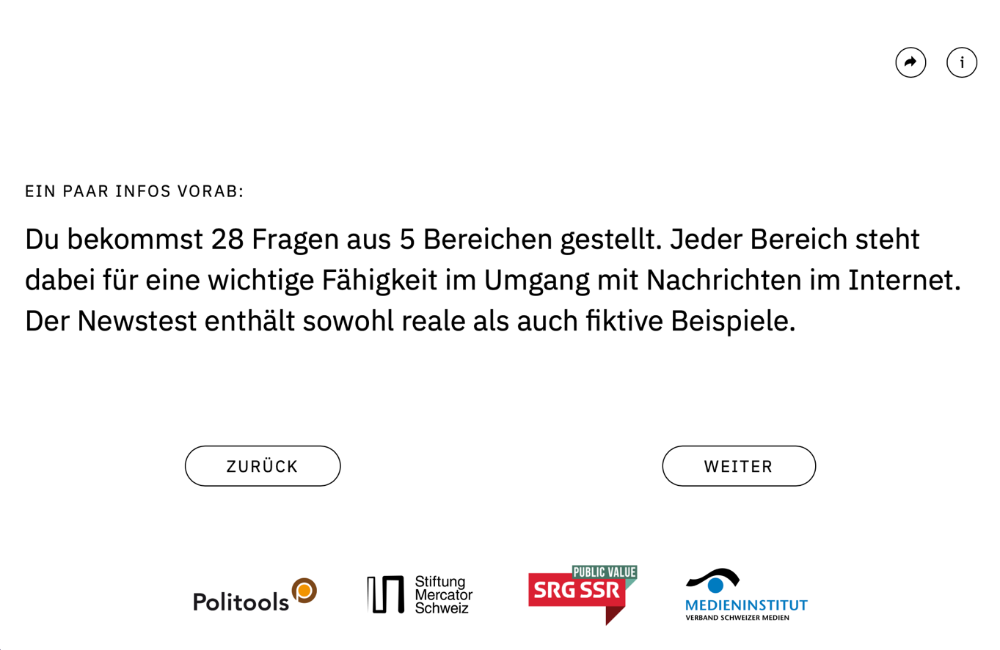 i
EIN PAAR INFOS VORAB:
Du bekommst 28 Fragen aus 5 Bereichen gestellt. Jeder Bereich steht
dabei für eine wichtige Fähigkeit im Umgang mit Nachrichten im Internet.
Der Newstest enthält sowohl reale als auch fiktive Beispiele.
ZURÜCK
WEITER
Politools
Stiftung
Mercator
Schweiz
PUBLIC VALUE
SRG SSR
MEDIENINSTITUT
VERBAND SCHWEIZER MEDIEN